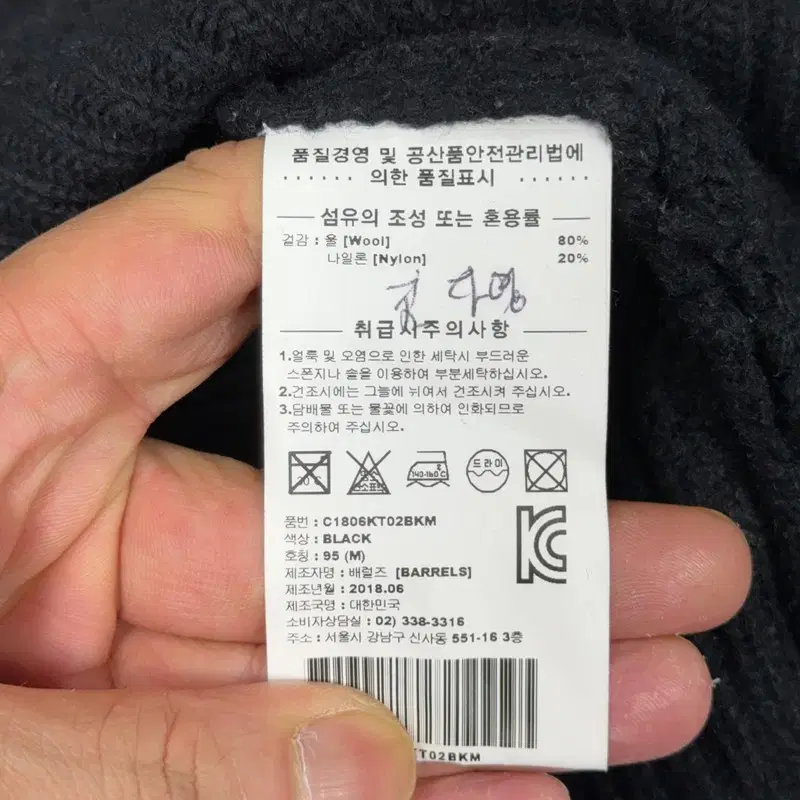 품질경영 및 공산품안전관리법에
······ 의한 품질표시 ······
섬유의 조성 또는 혼용률
겉감 : 울 [Wool] 80%
나일론 [Nylon] 20%
취급시주의사항
1.얼룩 및 오염으로 인한 세탁시 부드러운
스폰지나 솔을 이용하여 부분세탁하십시오.
2.건조시에는 그늘에 뉘여서 건조시켜 주십시오.
3.담배불 또는 불꽃에 의하여 인화되므로
주의하여 주십시오.
140-160℃ 드라이
품번 : C1806KT02BKM
색상 : BLACK
호칭 : 95 (M)
제조자명 : 배럴즈 [BARRELS]
제조년월 : 2018.06
제조국명 : 대한민국
소비자상담실 : 02) 338-3316
주소 : 서울시 강남구 신사동 551-16 3층
KT02BKM